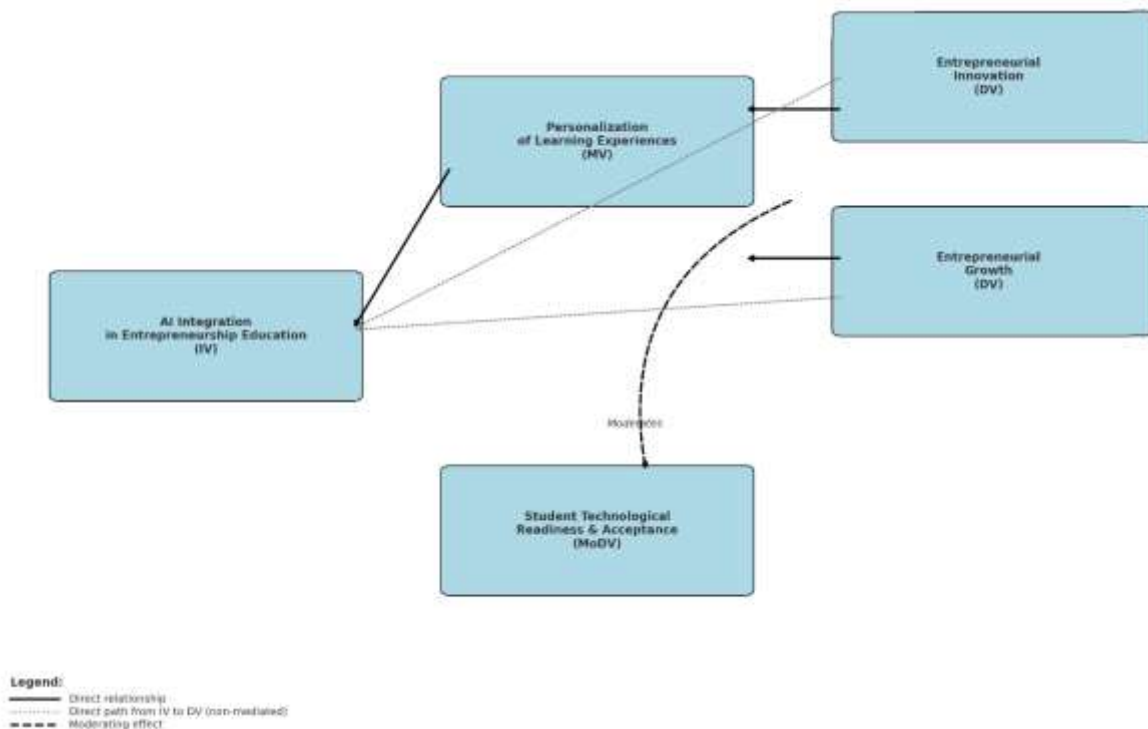 Entrepreneurial
Innovation
(DV)
Personalization
of Learning Experiences
(MV)
Entrepreneurial
Growth
(DV)
AI Integration
in Entrepreneurship Education
(IV)
Moderates
Student Technological
Readiness & Acceptance
(MoDV)
Legend:
Direct relationship
Direct path from IV to DV (non-mediated)
Moderating effect